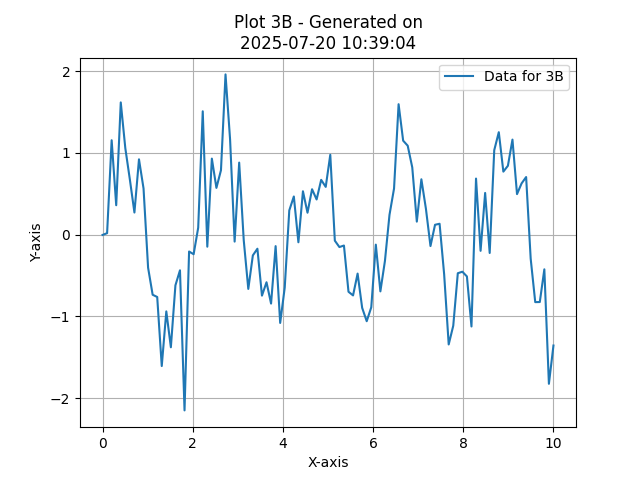 Plot 3B - Generated on
2025-07-20 10:39:04
Data for 3B
Y-axis
2
1
0
−1
−2
0 2 4 6 8 10
X-axis